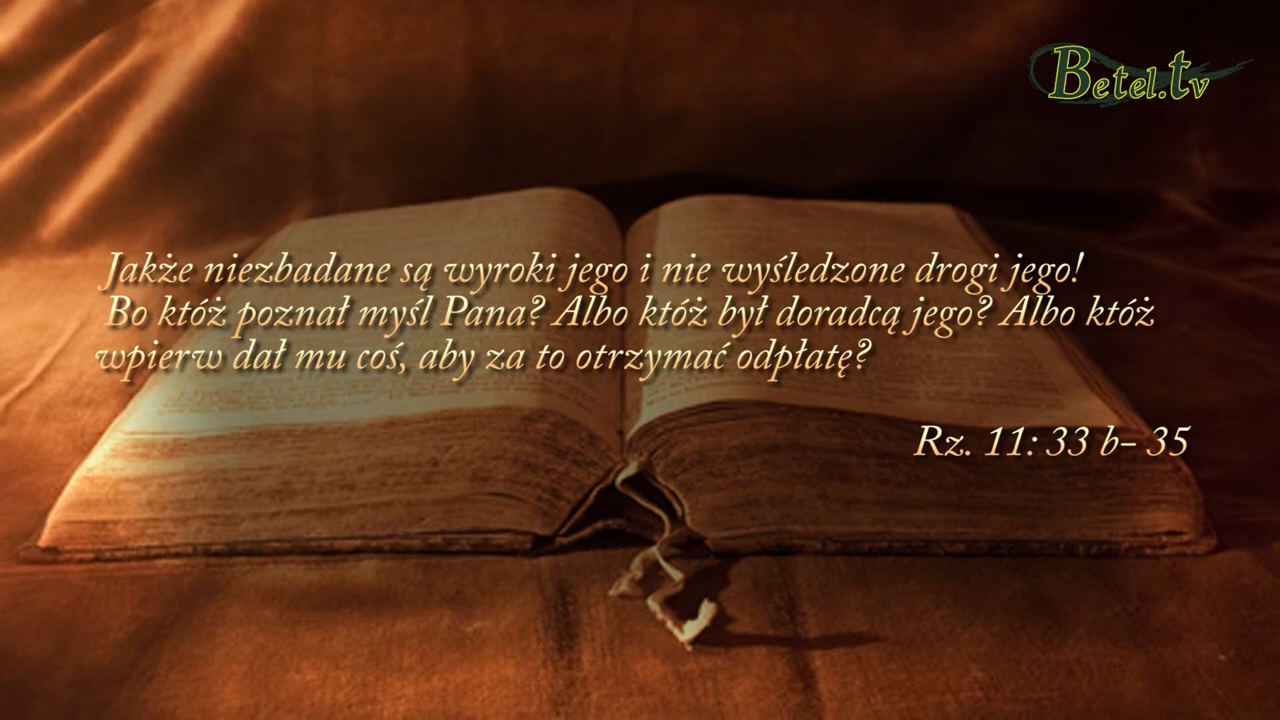 Betel.tv
Jakże niezbadane są wyroki jego i nie wyśledzone drogi jego!
Bo któż poznał myśl Pana? Albo któż był doradcą jego? Albo któż
wpierw dał mu coś, aby za to otrzymać odpłatę?
Rz. 11: 33 b- 35